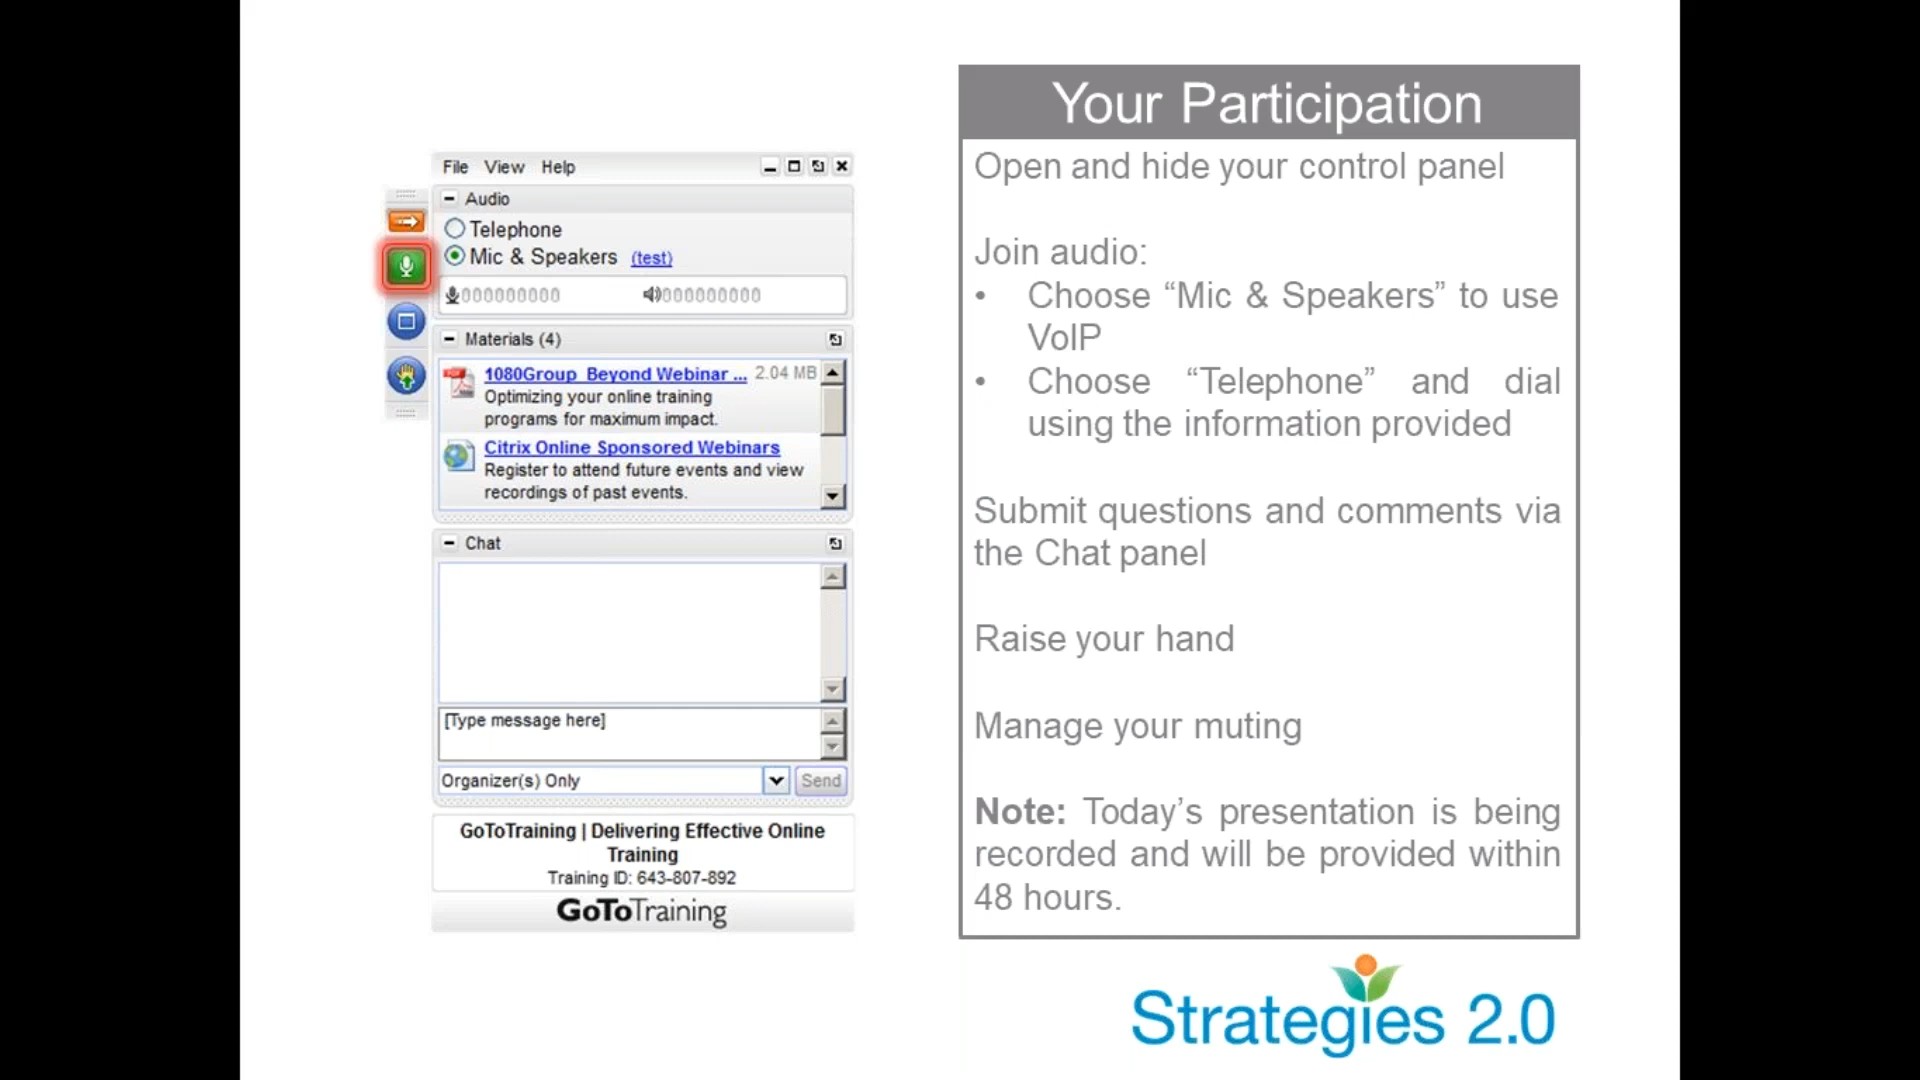 File View Help
Audio
Telephone
Mic & Speakers (test)
Materials (4)
1080Group Beyond Webinar ... 2.04 MB
Optimizing your online training
programs for maximum impact.
Citrix Online Sponsored Webinars
Register to attend future events and view
recordings of past events.
Chat
[Type message here]
Organizer(s) Only
Send
GoToTraining | Delivering Effective Online
Training
Training ID: 643-807-892
GoToTraining
Your Participation
Open and hide your control panel
Join audio:
• Choose “Mic & Speakers” to use
VoIP
• Choose “Telephone” and dial
using the information provided
Submit questions and comments via
the Chat panel
Raise your hand
Manage your muting
Note: Today’s presentation is being
recorded and will be provided within
48 hours.
Strategies 2.0